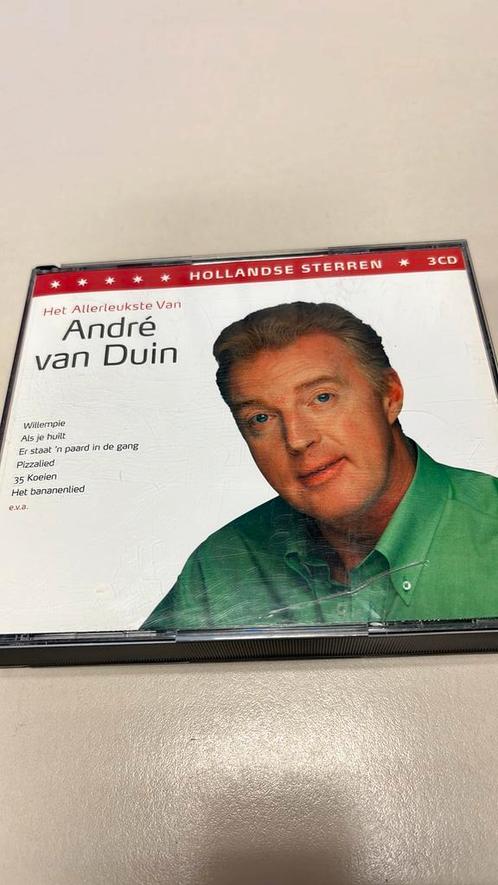 * * * * * HOLLANDSE STERREN * 3CD
Het Allerleukste Van
André
van Duin
Willempie
Als je huilt
Er staat 'n paard in de gang
Pizzalied
35 Koeien
Het bananenlied
e.v.a.